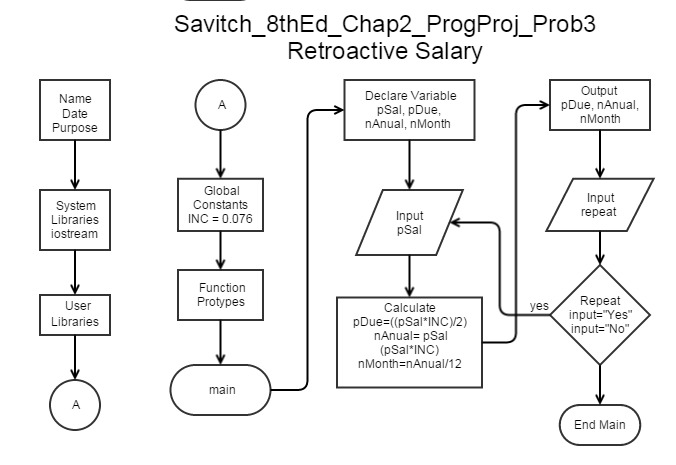 Savitch_8thEd_Chap2_ProgProj_Prob3
Retroactive Salary
Name
Date
Purpose
System
Libraries
iostream
User
Libraries
A
A
Global
Constants
INC = 0.076
Function
Protypes
main
Declare Variable
pSal, pDue,
nAnual, nMonth
Input
pSal
Calculate
pDue=((pSal*INC)/2)
nAnual= pSal
(pSal*INC)
nMonth=nAnual/12
Output
pDue, nAnual,
nMonth
Input
repeat
yes
Repeat
input="Yes"
input="No"
End Main